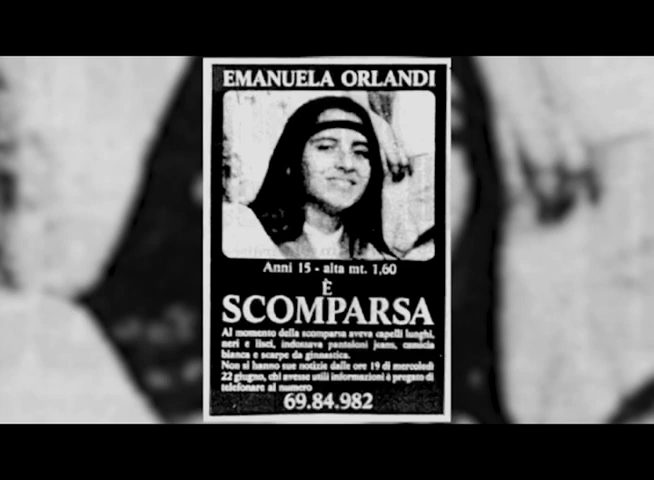 EMANUELA ORLANDI
Anni 15 - alta mt. 1,60
È
SCOMPARSA
Al momento della scomparsa aveva capelli lunghi,
neri e lisci, indossava pantaloni jeans, camicia
bianca e scarpe da ginnastica.
Non si hanno sue notizie dalle ore 19 di mercoledì
22 giugno, chi avesse utili informazioni è pregato di
telefonare al numero
69.84.982